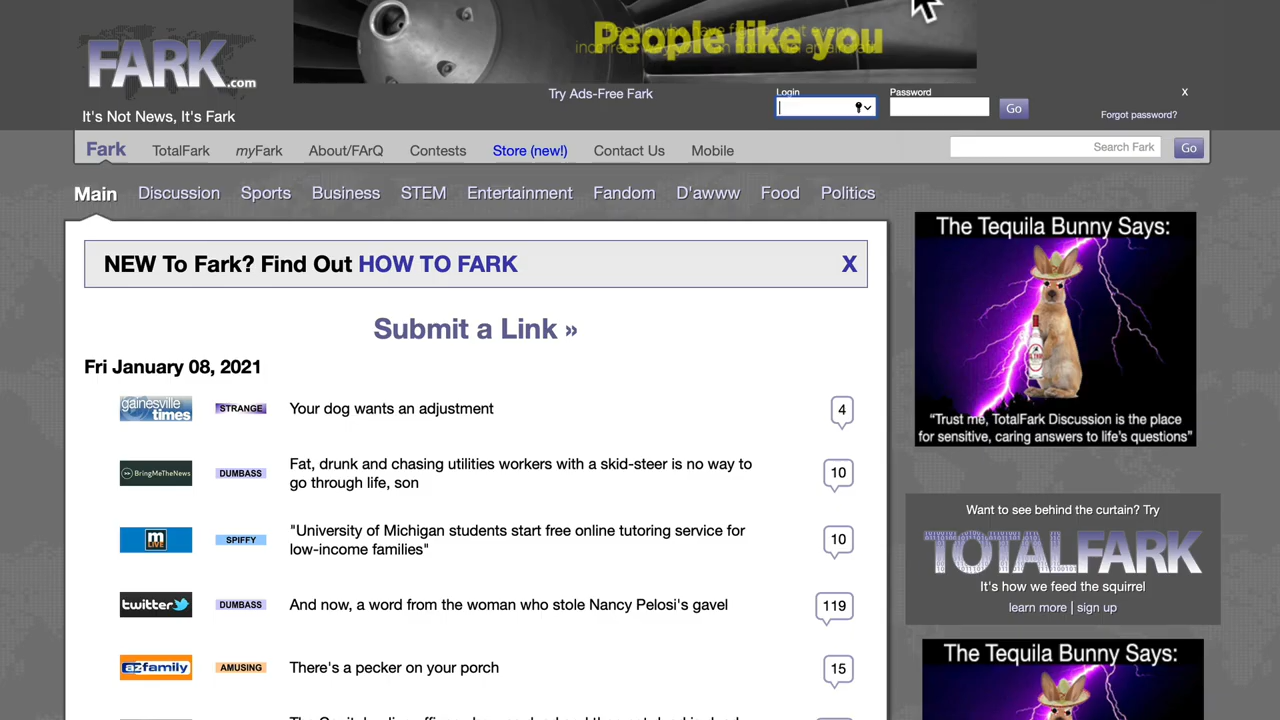 People like you
FARK.com
It's Not News, It's Fark
Try Ads-Free Fark
Login
Password
Go
X
Forgot password?
Fark
TotalFark
myFark
About/FArQ
Contests
Store (new!)
Contact Us
Mobile
Search Fark
Go
Main
Discussion
Sports
Business
STEM
Entertainment
Fandom
D'awww
Food
Politics
NEW To Fark? Find Out HOW TO FARK
X
Submit a Link »
Fri January 08, 2021
gainesville
times
STRANGE
Your dog wants an adjustment
4
BringMeTheNews
DUMBASS
Fat, drunk and chasing utilities workers with a skid-steer is no way to
go through life, son
10
M
LIVE
SPIFFY
"University of Michigan students start free online tutoring service for
low-income families"
10
twitter
DUMBASS
And now, a word from the woman who stole Nancy Pelosi's gavel
119
azfamily
AMUSING
There's a pecker on your porch
15
The Tequila Bunny Says:
"Trust me, TotalFark Discussion is the place
for sensitive, caring answers to life's questions"
Want to see behind the curtain? Try
TOTALFARK
It's how we feed the squirrel
learn more | sign up
The Tequila Bunny Says: